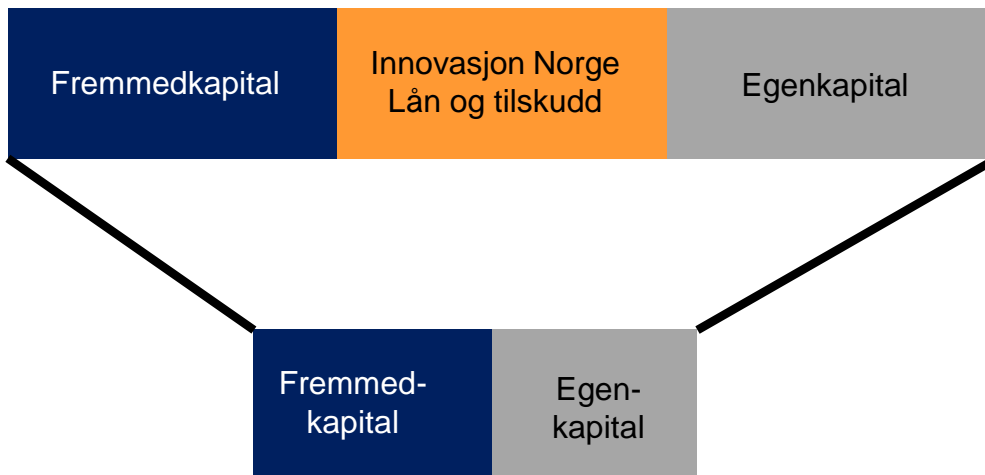 Fremmedkapital
Innovasjon Norge
Lån og tilskudd
Egenkapital
Fremmed-
kapital
Egen-
kapital